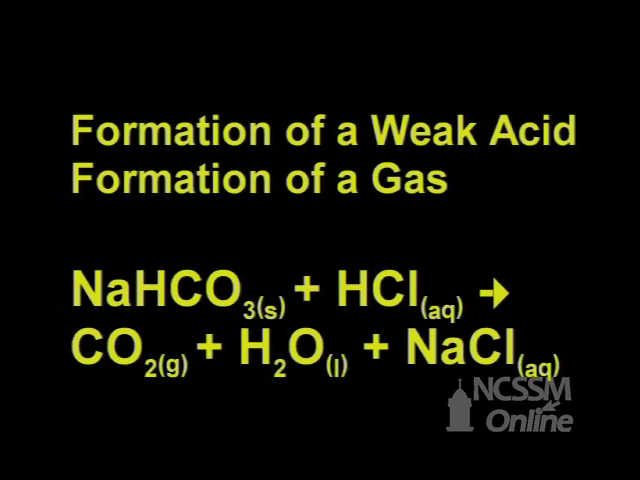 Formation of a Weak Acid
Formation of a Gas
NaHCO₃(s) + HCl(aq) →
CO₂(g) + H₂O(l) + NaCl(aq)
NCSSM
Online